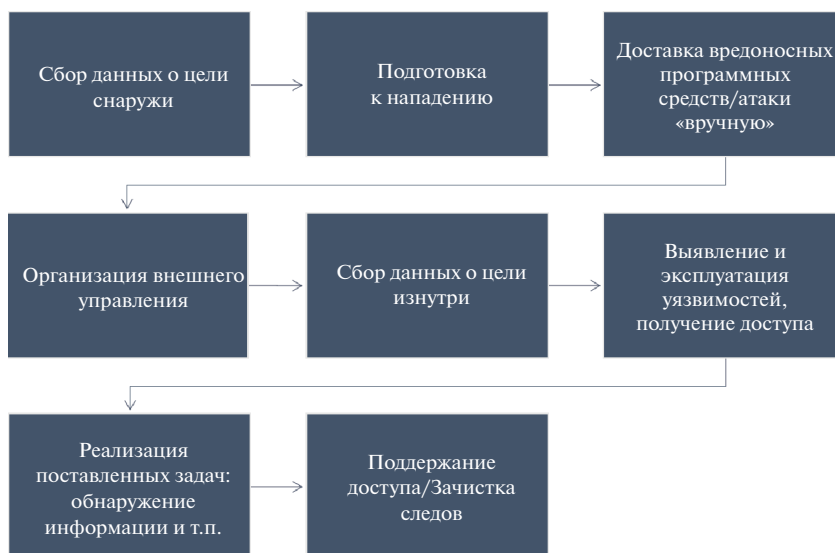 Сбор данных о цели
снаружи
Подготовка
к нападению
Доставка вредоносных
программных
средств/атаки
«вручную»
Организация внешнего
управления
Сбор данных о цели
изнутри
Выявление и
эксплуатация
уязвимостей,
получение доступа
Реализация
поставленных задач:
обнаружение
информации и т.п.
Поддержание
доступа/Зачистка
следов